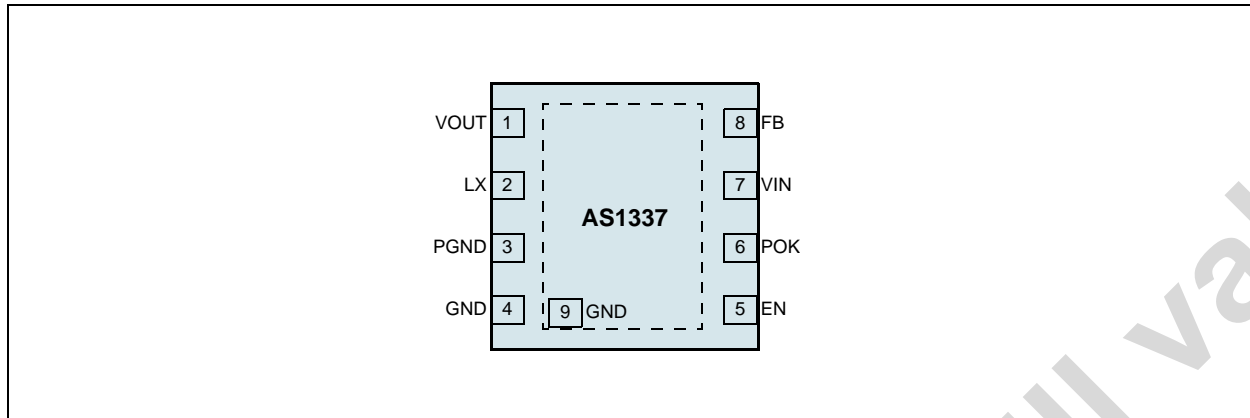 VOUT 1
8 FB
LX 2
7 VIN
AS1337
PGND 3
6 POK
GND 4
9 GND
5 EN